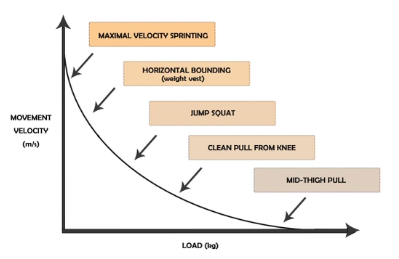 MAXIMAL VELOCITY SPRINTING
HORIZONTAL BOUNDING
(weight vest)
JUMP SQUAT
MOVEMENT
VELOCITY
(m/s)
CLEAN PULL FROM KNEE
MID-THIGH PULL
LOAD (kg)